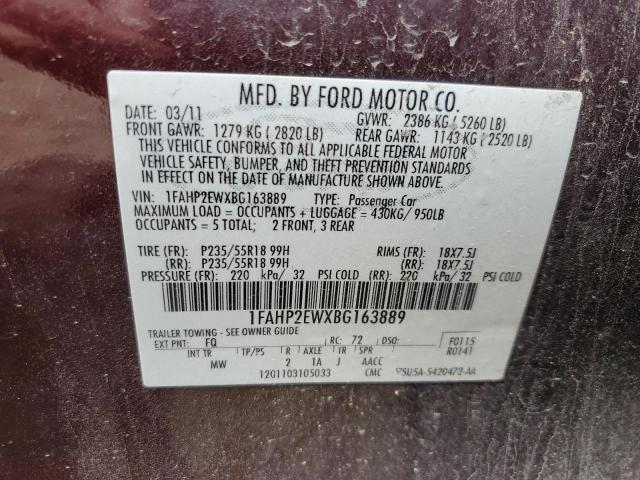 MFD. BY FORD MOTOR CO.
DATE: 03/11 GVWR: 2386 KG ( 5260 LB)
FRONT GAWR: 1279 KG ( 2820 LB) REAR GAWR: 1143 KG ( 2520 LB)
THIS VEHICLE CONFORMS TO ALL APPLICABLE FEDERAL MOTOR
VEHICLE SAFETY, BUMPER, AND THEFT PREVENTION STANDARDS
IN EFFECT ON THE DATE OF MANUFACTURE SHOWN ABOVE.
VIN: 1FAHP2EWXBG163889 TYPE: Passenger Car
MAXIMUM LOAD = OCCUPANTS + LUGGAGE = 430KG/ 950LB
OCCUPANTS = 5 TOTAL; 2 FRONT, 3 REAR
TIRE (FR): P235/55R18 99H RIMS (FR): 18X7.5J
(RR): P235/55R18 99H (RR): 18X7.5J
PRESSURE (FR): 220 kPa/ 32 PSI COLD (RR): 220 kPa/ 32 PSI COLD
1FAHP2EWXBG163889
TRAILER TOWING - SEE OWNER GUIDE
EXT PNT: FQ RC: 72 DSO: F0115
INT TR TP/PS R AXLE TR SPR R0141
MW 2 1A J AACC
1201103105033 CMC 5U5A-5420472-AA